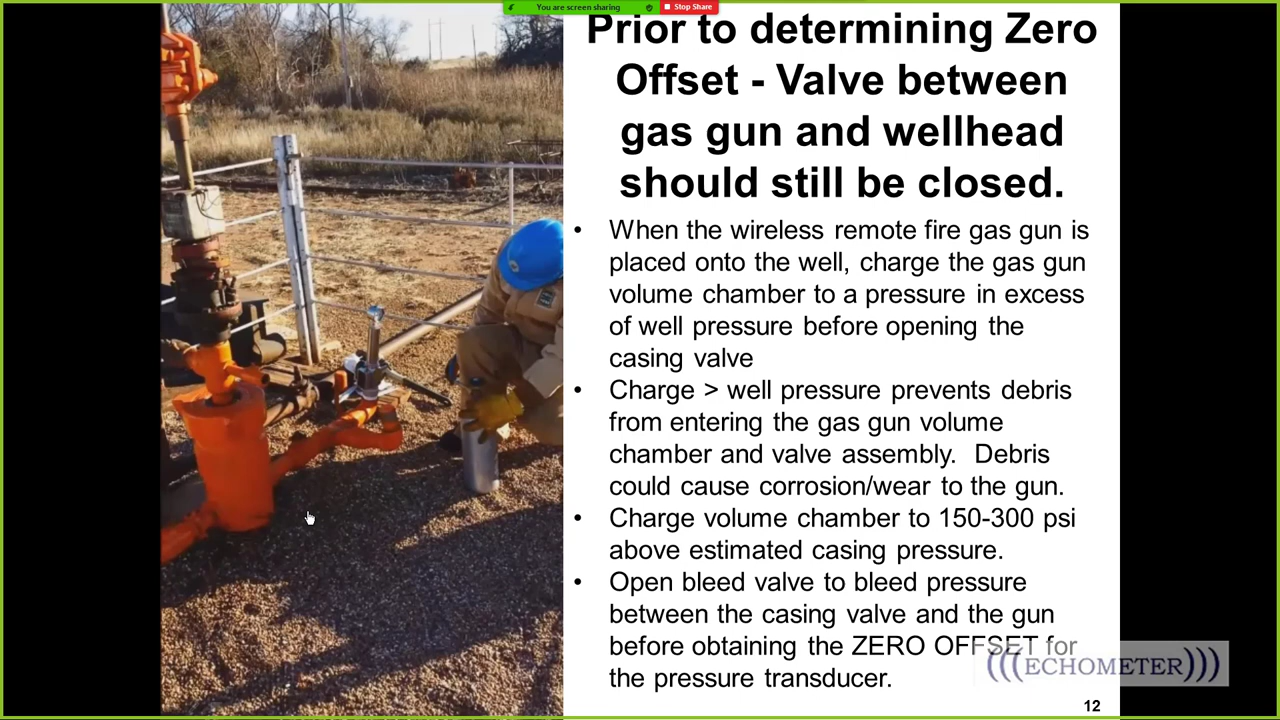 You are screen sharing
Stop Share
Prior to determining Zero
Offset - Valve between
gas gun and wellhead
should still be closed.
• When the wireless remote fire gas gun is
placed onto the well, charge the gas gun
volume chamber to a pressure in excess
of well pressure before opening the
casing valve
• Charge > well pressure prevents debris
from entering the gas gun volume
chamber and valve assembly. Debris
could cause corrosion/wear to the gun.
• Charge volume chamber to 150-300 psi
above estimated casing pressure.
• Open bleed valve to bleed pressure
between the casing valve and the gun
before obtaining the ZERO OFFSET for
the pressure transducer.
(((ECHOMETER)))
12